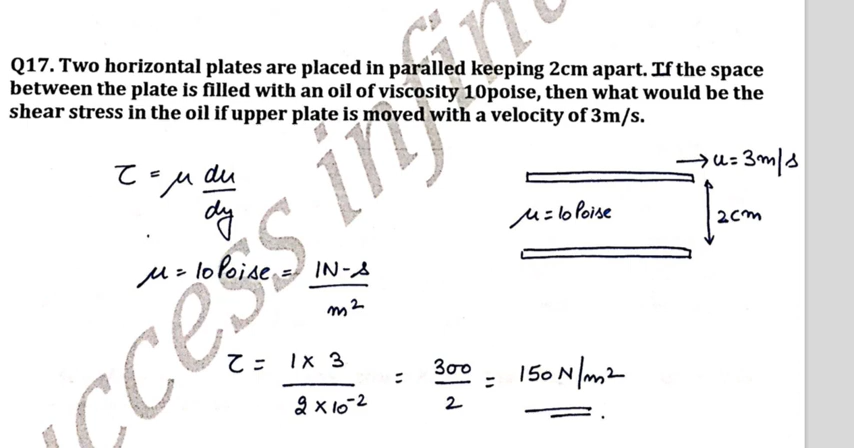 Q17. Two horizontal plates are placed in paralled keeping 2cm apart. If the space
between the plate is filled with an oil of viscosity 10poise, then what would be the
shear stress in the oil if upper plate is moved with a velocity of 3m/s.
τ = μ du/dy
→ u = 3m/s
μ = 10 Poise
2cm
μ = 10 Poise = 1N-s/m²
τ = 1 x 3 / 2 x 10⁻² = 300/2 = 150 N/m²
success infin